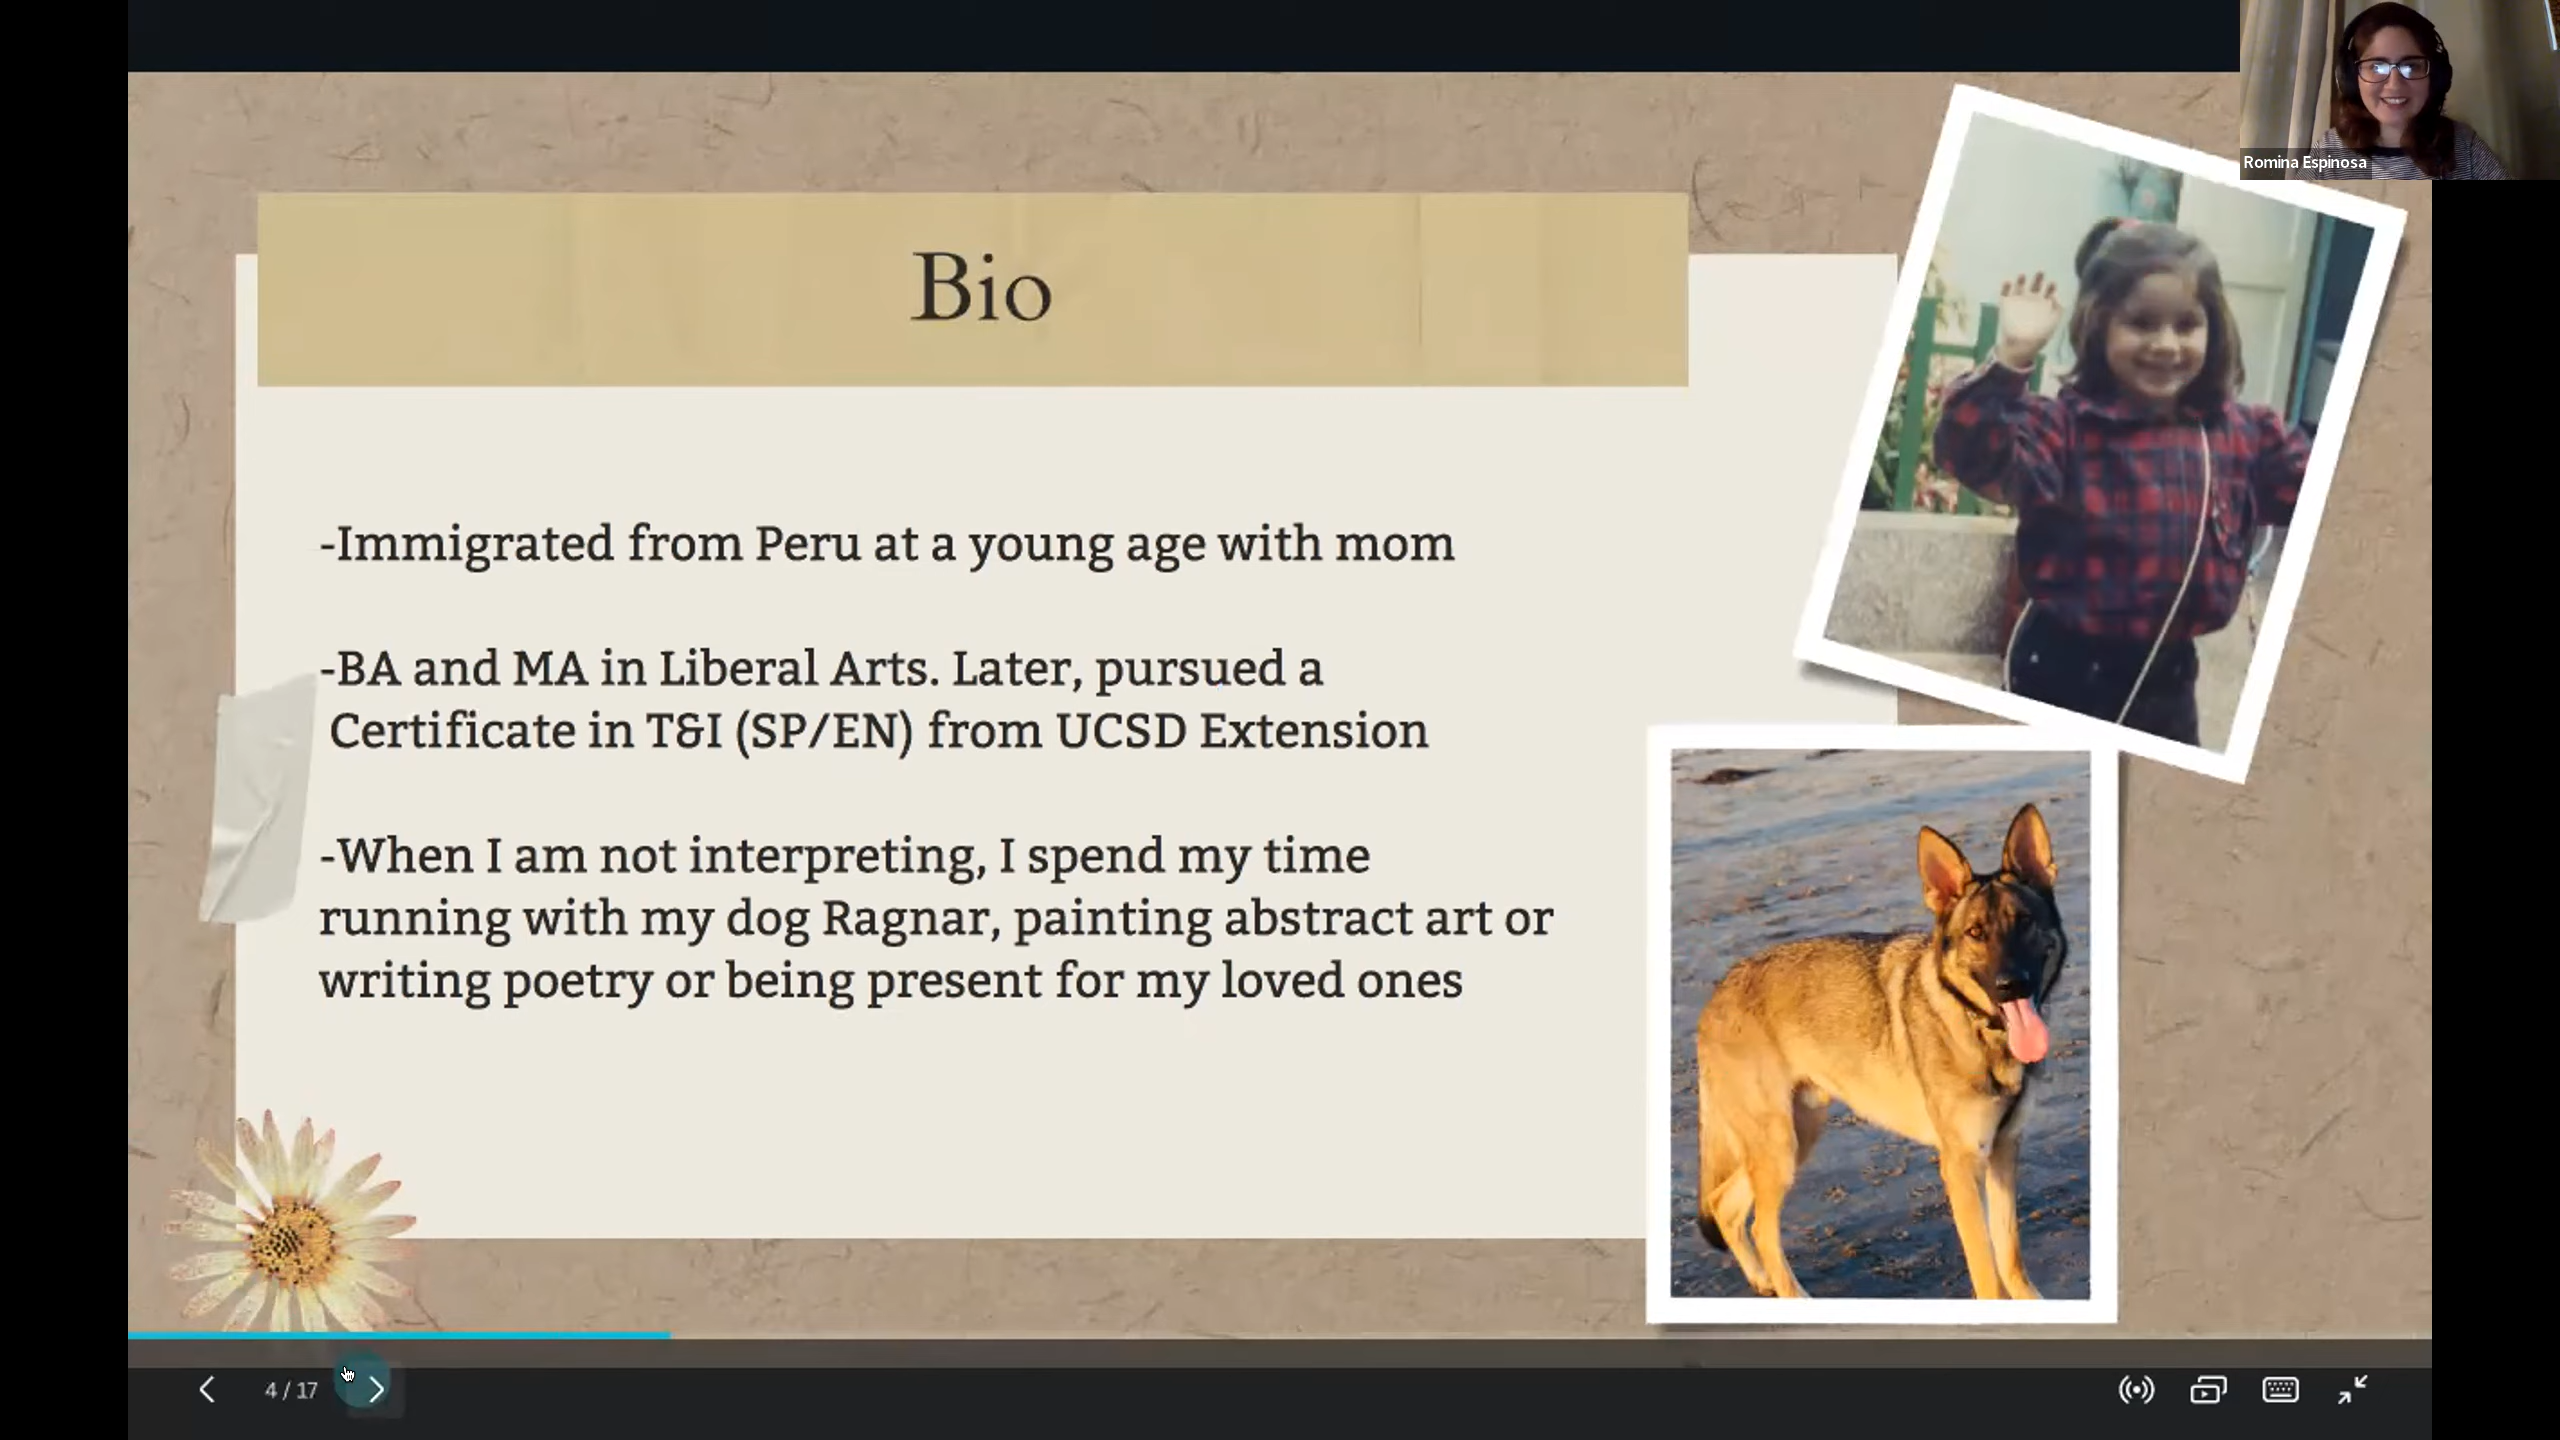 Romina Espinosa
Bio
-Immigrated from Peru at a young age with mom
-BA and MA in Liberal Arts. Later, pursued a
Certificate in T&I (SP/EN) from UCSD Extension
-When I am not interpreting, I spend my time
running with my dog Ragnar, painting abstract art or
writing poetry or being present for my loved ones
4 / 17